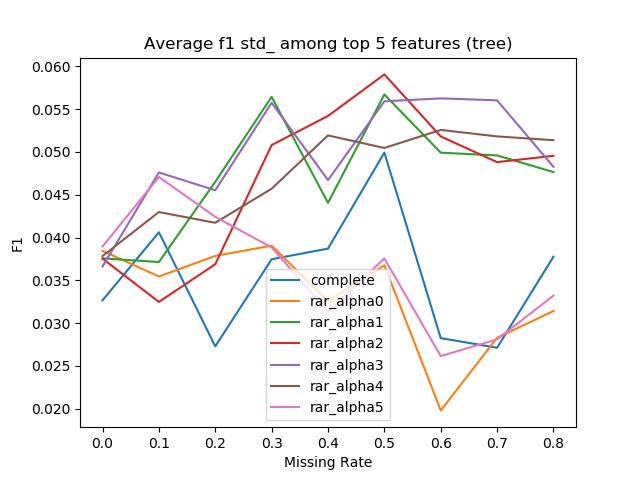 Average f1 std_ among top 5 features (tree)
0.060
0.055
0.050
0.045
0.040
0.035
0.030
0.025
0.020
F1
complete
rar_alpha0
rar_alpha1
rar_alpha2
rar_alpha3
rar_alpha4
rar_alpha5
0.0 0.1 0.2 0.3 0.4 0.5 0.6 0.7 0.8
Missing Rate